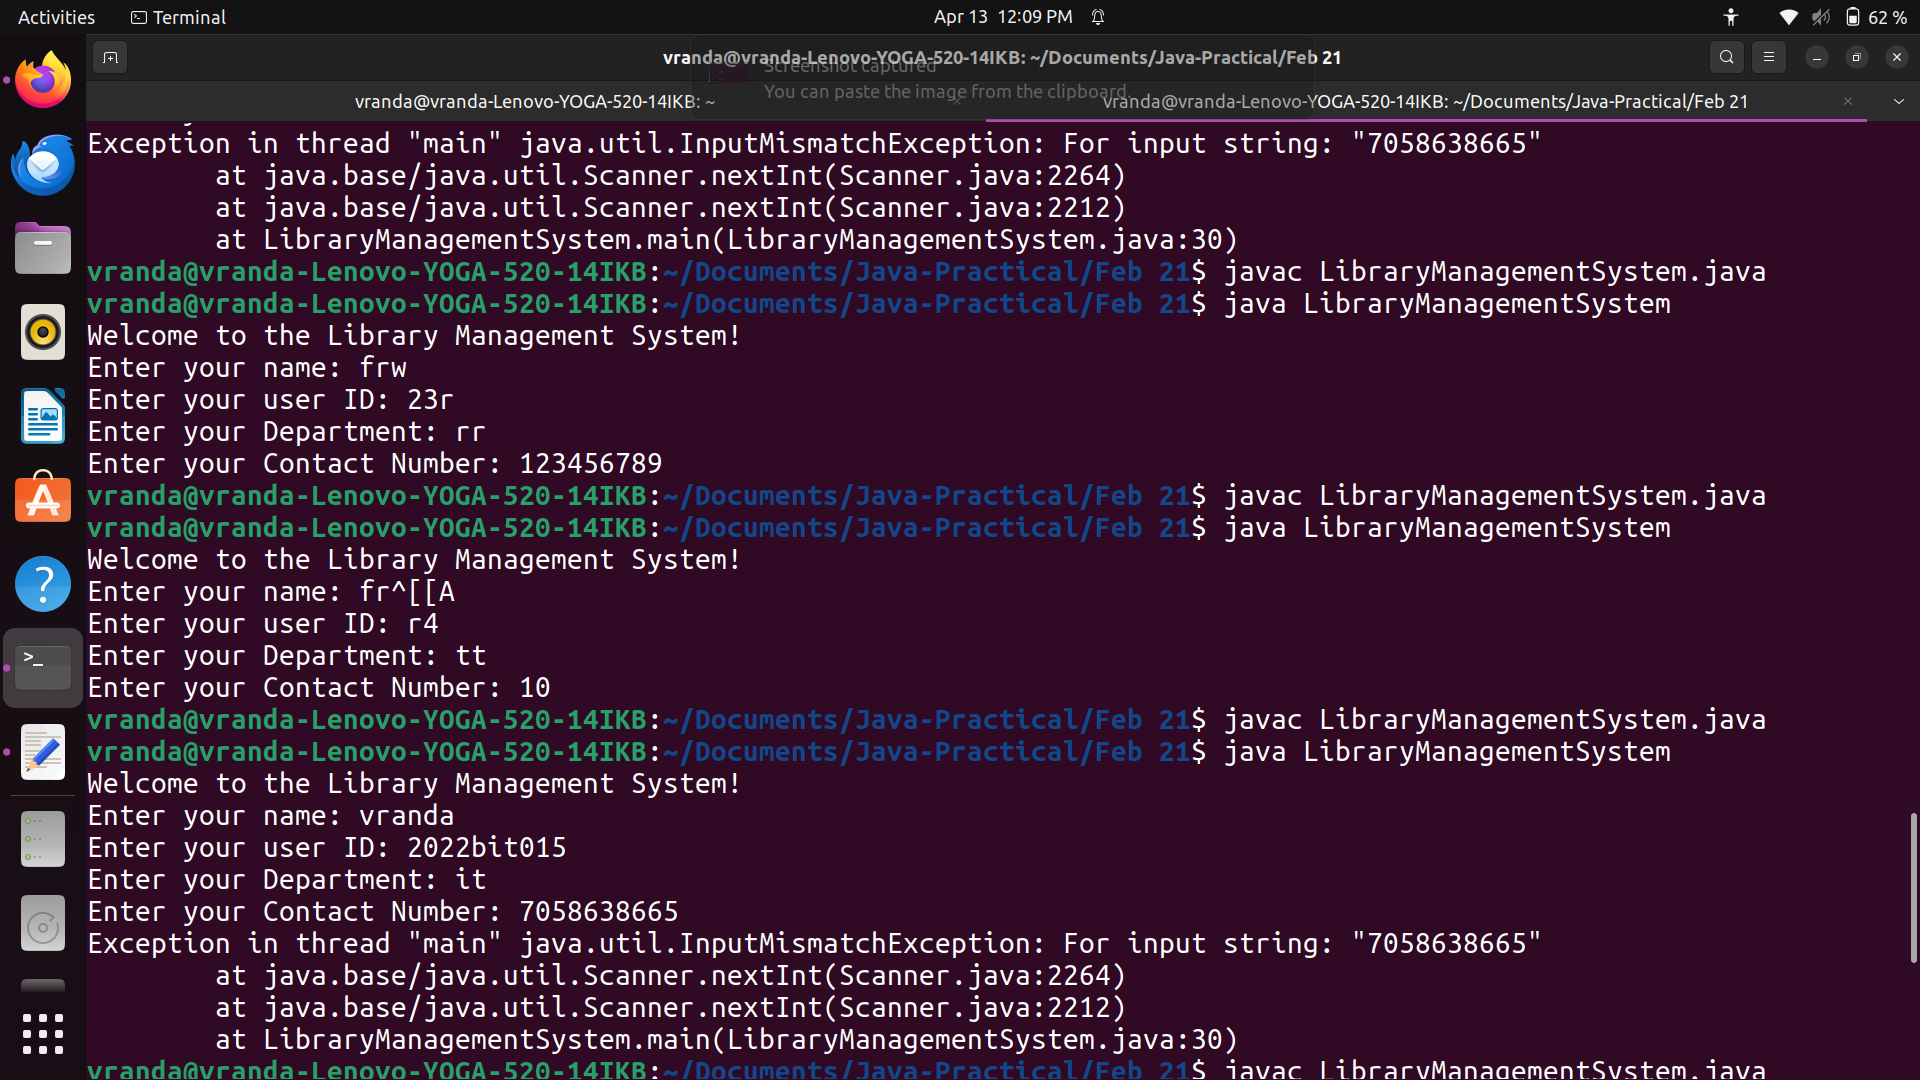 Activities
Terminal
Apr 13 12:09 PM
62 %
vranda@vranda-Lenovo-YOGA-520-14IKB: ~/Documents/Java-Practical/Feb 21
Screenshot captured
You can paste the image from the clipboard.
vranda@vranda-Lenovo-YOGA-520-14IKB: ~
vranda@vranda-Lenovo-YOGA-520-14IKB: ~/Documents/Java-Practical/Feb 21
Exception in thread "main" java.util.InputMismatchException: For input string: "7058638665"
at java.base/java.util.Scanner.nextInt(Scanner.java:2264)
at java.base/java.util.Scanner.nextInt(Scanner.java:2212)
at LibraryManagementSystem.main(LibraryManagementSystem.java:30)
vranda@vranda-Lenovo-YOGA-520-14IKB:~/Documents/Java-Practical/Feb 21$ javac LibraryManagementSystem.java
vranda@vranda-Lenovo-YOGA-520-14IKB:~/Documents/Java-Practical/Feb 21$ java LibraryManagementSystem
Welcome to the Library Management System!
Enter your name: frw
Enter your user ID: 23r
Enter your Department: rr
Enter your Contact Number: 123456789
vranda@vranda-Lenovo-YOGA-520-14IKB:~/Documents/Java-Practical/Feb 21$ javac LibraryManagementSystem.java
vranda@vranda-Lenovo-YOGA-520-14IKB:~/Documents/Java-Practical/Feb 21$ java LibraryManagementSystem
Welcome to the Library Management System!
Enter your name: fr^[[A
Enter your user ID: r4
Enter your Department: tt
Enter your Contact Number: 10
vranda@vranda-Lenovo-YOGA-520-14IKB:~/Documents/Java-Practical/Feb 21$ javac LibraryManagementSystem.java
vranda@vranda-Lenovo-YOGA-520-14IKB:~/Documents/Java-Practical/Feb 21$ java LibraryManagementSystem
Welcome to the Library Management System!
Enter your name: vranda
Enter your user ID: 2022bit015
Enter your Department: it
Enter your Contact Number: 7058638665
Exception in thread "main" java.util.InputMismatchException: For input string: "7058638665"
at java.base/java.util.Scanner.nextInt(Scanner.java:2264)
at java.base/java.util.Scanner.nextInt(Scanner.java:2212)
at LibraryManagementSystem.main(LibraryManagementSystem.java:30)
vranda@vranda-Lenovo-YOGA-520-14IKB:~/Documents/Java-Practical/Feb 21$ javac LibraryManagementSystem.java